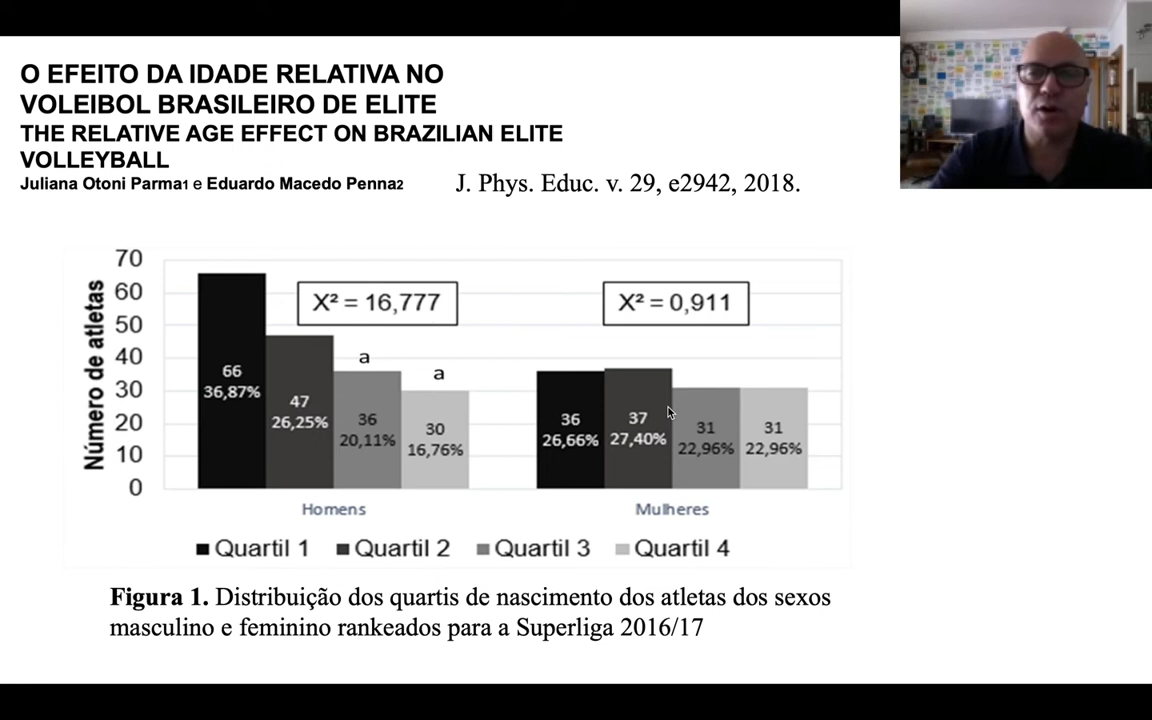 O EFEITO DA IDADE RELATIVA NO
VOLEIBOL BRASILEIRO DE ELITE
THE RELATIVE AGE EFFECT ON BRAZILIAN ELITE
VOLLEYBALL
Juliana Otoni Parma1 e Eduardo Macedo Penna2
J. Phys. Educ. v. 29, e2942, 2018.
Número de atletas
70
60
50
40
30
20
10
0
X² = 16,777
X² = 0,911
a
a
66
36,87%
47
26,25%
36
20,11%
30
16,76%
36
26,66%
37
27,40%
31
22,96%
31
22,96%
Homens
Mulheres
Quartil 1
Quartil 2
Quartil 3
Quartil 4
Figura 1. Distribuição dos quartis de nascimento dos atletas dos sexos
masculino e feminino rankeados para a Superliga 2016/17